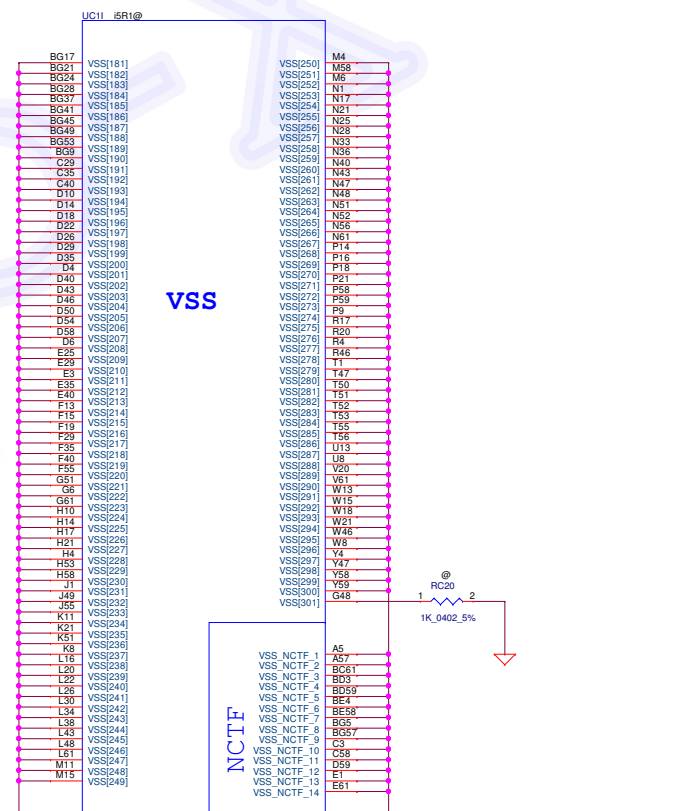 UC1I i5R1@
BG17 VSS[181] VSS[250] M4
BG21 VSS[182] VSS[251] M58
BG24 VSS[183] VSS[252] M6
BG28 VSS[184] VSS[253] N1
BG37 VSS[185] VSS[254] N17
BG41 VSS[186] VSS[255] N21
BG45 VSS[187] VSS[256] N25
BG49 VSS[188] VSS[257] N28
BG53 VSS[189] VSS[258] N33
BG9 VSS[190] VSS[259] N36
C29 VSS[191] VSS[260] N40
C35 VSS[192] VSS[261] N43
C40 VSS[193] VSS[262] N47
D10 VSS[194] VSS[263] N48
D14 VSS[195] VSS[264] N51
D18 VSS[196] VSS[265] N52
D22 VSS[197] VSS[266] N56
D26 VSS[198] VSS[267] N61
D29 VSS[199] VSS[268] P14
D35 VSS[200] VSS[269] P16
D4 VSS[201] VSS[270] P18
D40 VSS[202] VSS[271] P21
D43 VSS[203] VSS[272] P58
D46 VSS[204] VSS[273] P59
D50 VSS[205] VSS[274] P9
D54 VSS[206] VSS[275] R17
D58 VSS[207] VSS[276] R20
D6 VSS[208] VSS[277] R4
E25 VSS[209] VSS[278] R46
E29 VSS[210] VSS[279] T1
E3 VSS[211] VSS[280] T47
E35 VSS[212] VSS[281] T50
E40 VSS[213] VSS[282] T51
F13 VSS[214] VSS[283] T52
F15 VSS[215] VSS[284] T53
F19 VSS[216] VSS[285] T55
F29 VSS[217] VSS[286] T56
F35 VSS[218] VSS[287] U13
F40 VSS[219] VSS[288] U8
F55 VSS[220] VSS[289] V20
G51 VSS[221] VSS[290] V61
G6 VSS[222] VSS[291] W13
G61 VSS[223] VSS[292] W15
H10 VSS[224] VSS[293] W18
H14 VSS[225] VSS[294] W21
H17 VSS[226] VSS[295] W46
H21 VSS[227] VSS[296] W8
H4 VSS[228] VSS[297] Y4
H53 VSS[229] VSS[298] Y47
H58 VSS[230] VSS[299] Y58
J1 VSS[231] VSS[300] Y59
J49 VSS[232] VSS[301] G48
J55 VSS[233]
K11 VSS[234]
K21 VSS[235]
K51 VSS[236]
K8 VSS[237]
L16 VSS[238]
L20 VSS[239]
L22 VSS[240]
L26 VSS[241]
L30 VSS[242]
L34 VSS[243]
L38 VSS[244]
L43 VSS[245]
L48 VSS[246]
L61 VSS[247]
M11 VSS[248]
M15 VSS[249]
VSS
@
RC20
1 2
1K_0402_5%
NCTF
VSS_NCTF_1 A5
VSS_NCTF_2 A57
VSS_NCTF_3 BC61
VSS_NCTF_4 BD3
VSS_NCTF_5 BD59
VSS_NCTF_6 BE4
VSS_NCTF_7 BE58
VSS_NCTF_8 BG5
VSS_NCTF_9 BG57
VSS_NCTF_10 C3
VSS_NCTF_11 C58
VSS_NCTF_12 D59
VSS_NCTF_13 E1
VSS_NCTF_14 E61